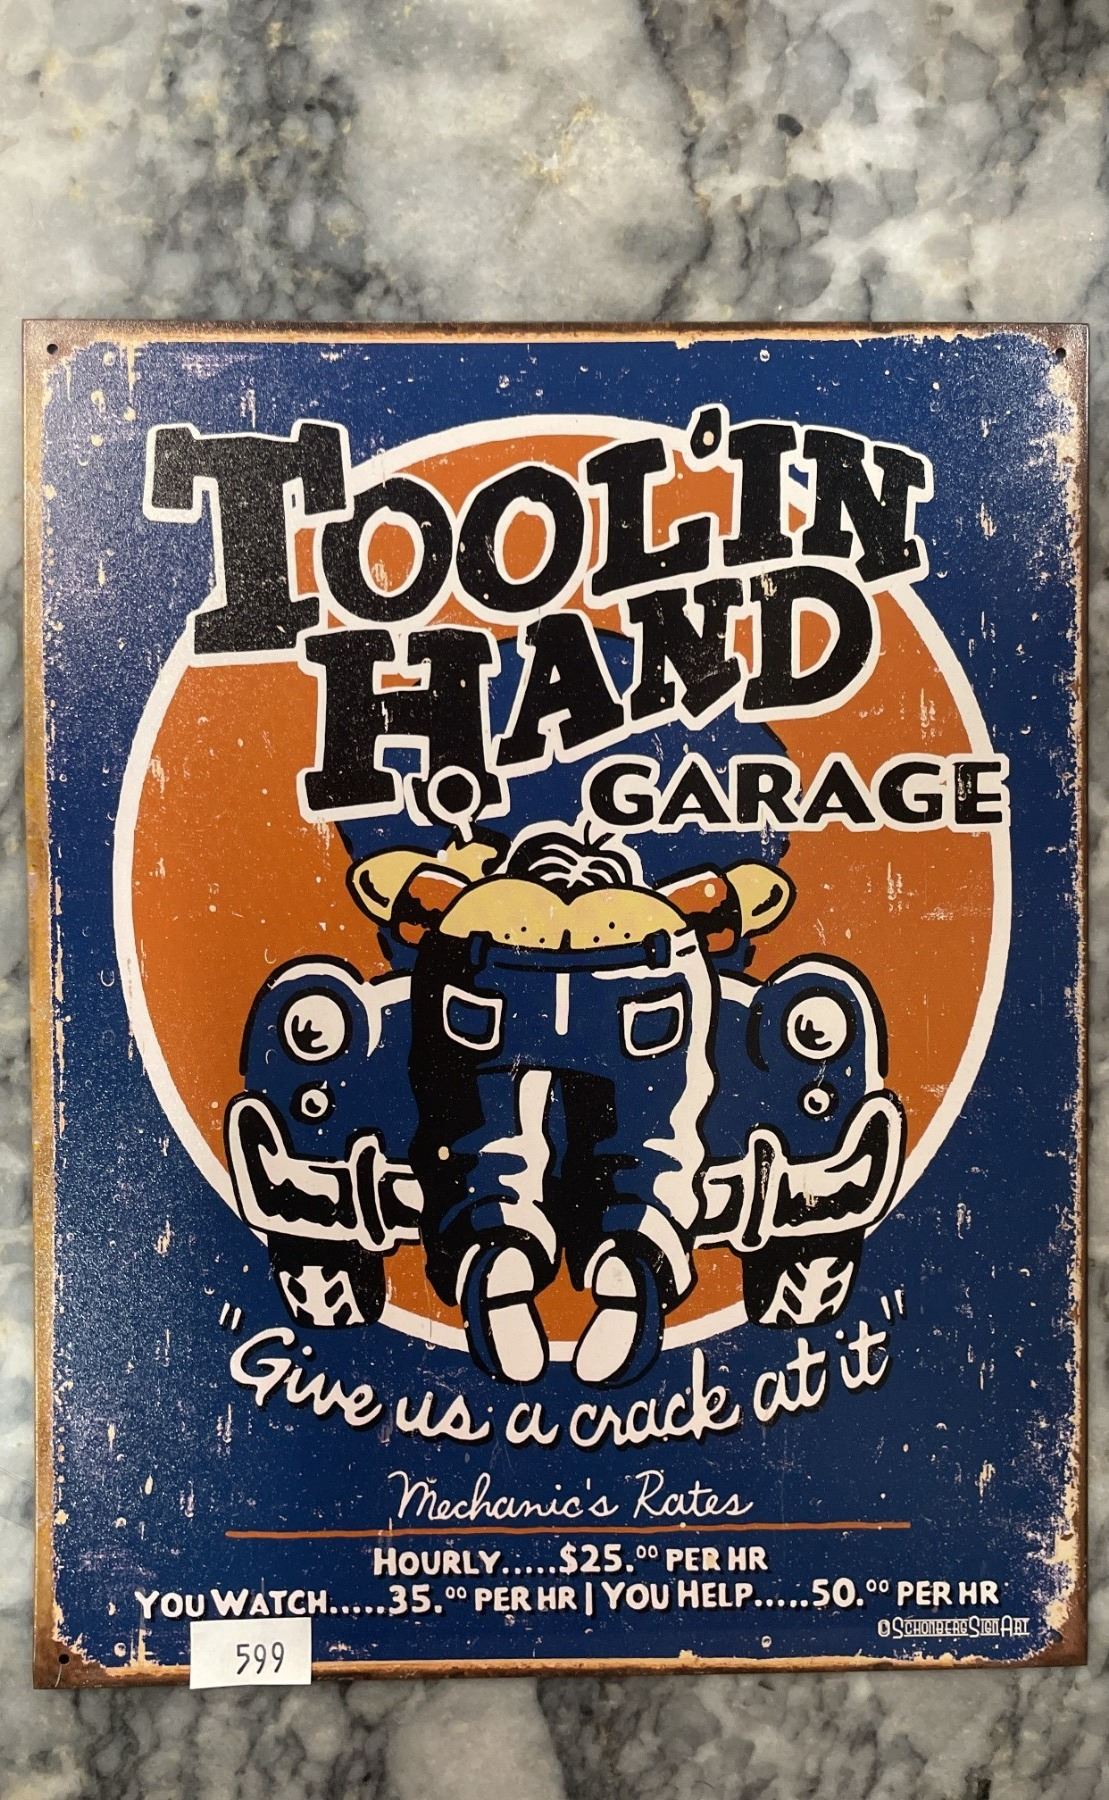 TOOL'IN
HAND
GARAGE
"Give us a crack at it"
Mechanic's Rates
HOURLY.....$25.00 PER HR
YOU WATCH.....35.00 PER HR | YOU HELP.....50.00 PER HR
©SCHONBERG SIGN ART
599